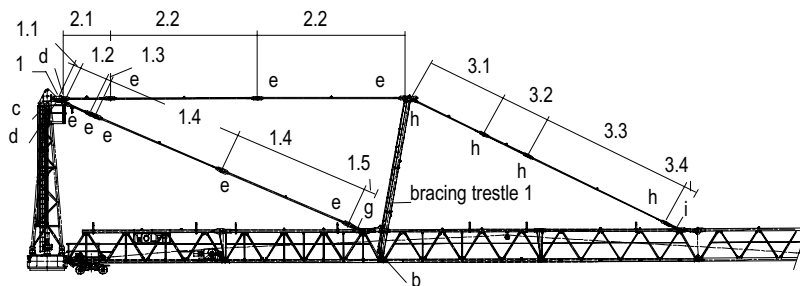 2.1 2.2 2.2
1.1
1.2 1.3
3.1
d
1
e e e
3.2
1.4
c
h
3.3
d
e e e
1.4
h
h
1.5
3.4
e
bracing trestle 1
e
g
h
i
WOLFF
b